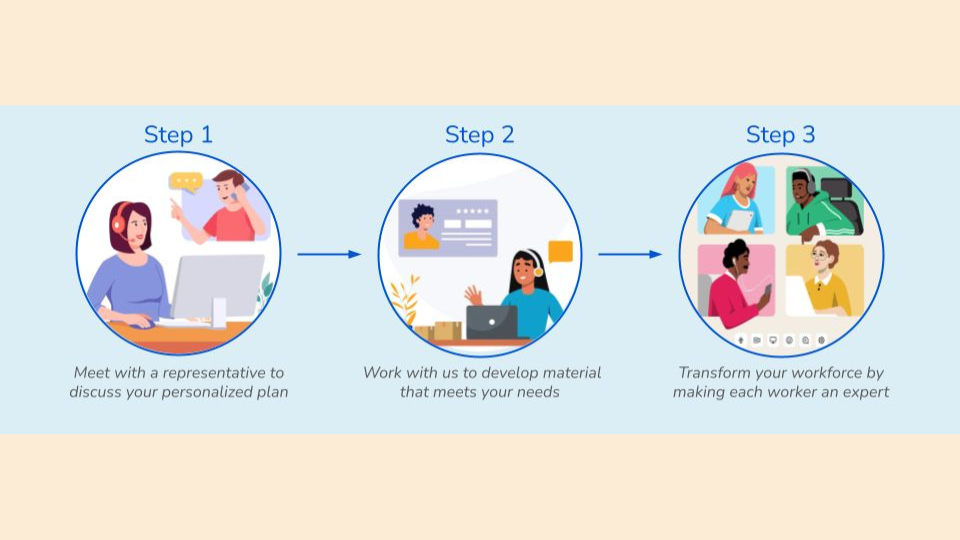 Step 1
Meet with a representative to
discuss your personalized plan
Step 2
Work with us to develop material
that meets your needs
Step 3
Transform your workforce by
making each worker an expert